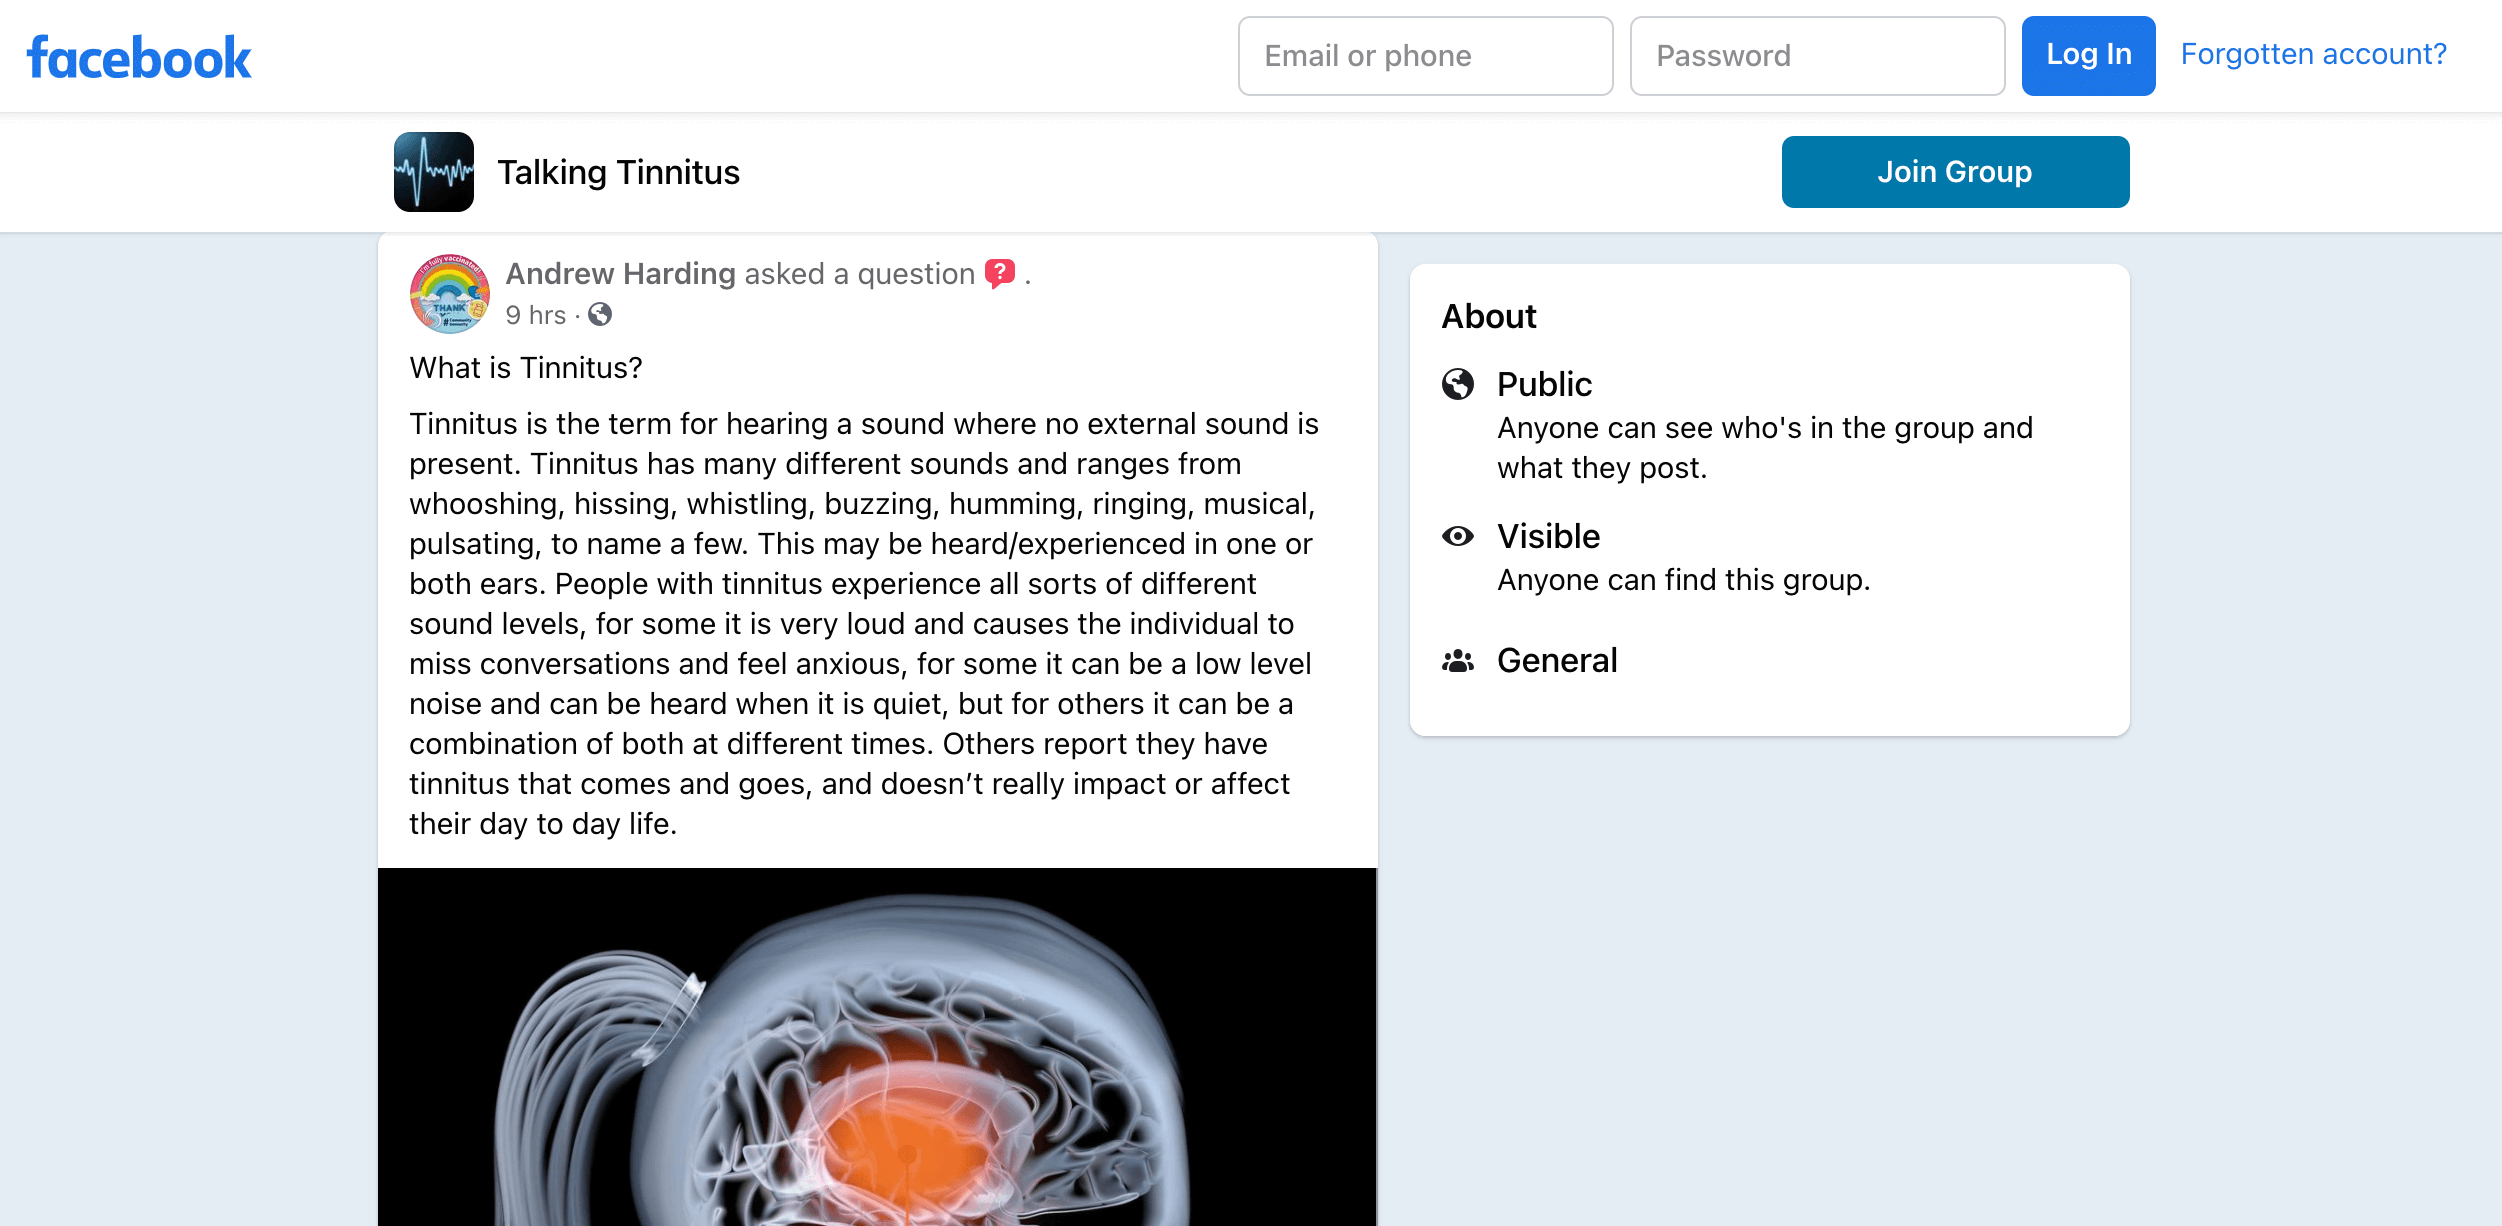 facebook
Email or phone
Password
Log In
Forgotten account?
Talking Tinnitus
Join Group
I'm fully vaccinated!
THANK
#Community
Immunity
Andrew Harding asked a question ? .
9 hrs ·
What is Tinnitus?
Tinnitus is the term for hearing a sound where no external sound is
present. Tinnitus has many different sounds and ranges from
whooshing, hissing, whistling, buzzing, humming, ringing, musical,
pulsating, to name a few. This may be heard/experienced in one or
both ears. People with tinnitus experience all sorts of different
sound levels, for some it is very loud and causes the individual to
miss conversations and feel anxious, for some it can be a low level
noise and can be heard when it is quiet, but for others it can be a
combination of both at different times. Others report they have
tinnitus that comes and goes, and doesn’t really impact or affect
their day to day life.
About
Public
Anyone can see who's in the group and
what they post.
Visible
Anyone can find this group.
General